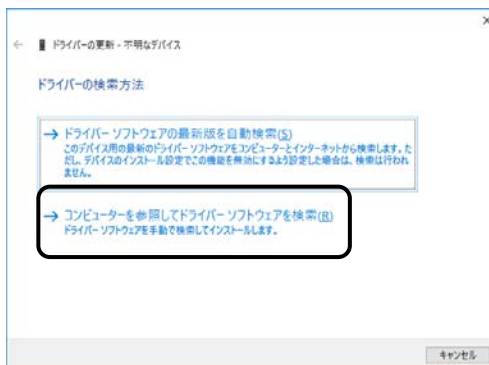 ドライバーの更新 - 不明なデバイス
ドライバーの検索方法
→ ドライバー ソフトウェアの最新版を自動検索(S)
このデバイス用の最新のドライバー ソフトウェアをコンピューターとインターネットから検索します。た
だし、デバイスのインストール設定でこの機能を無効にするよう設定した場合は、検索は行われ
ません。
→ コンピューターを参照してドライバー ソフトウェアを検索(R)
ドライバー ソフトウェアを手動で検索してインストールします。
キャンセル